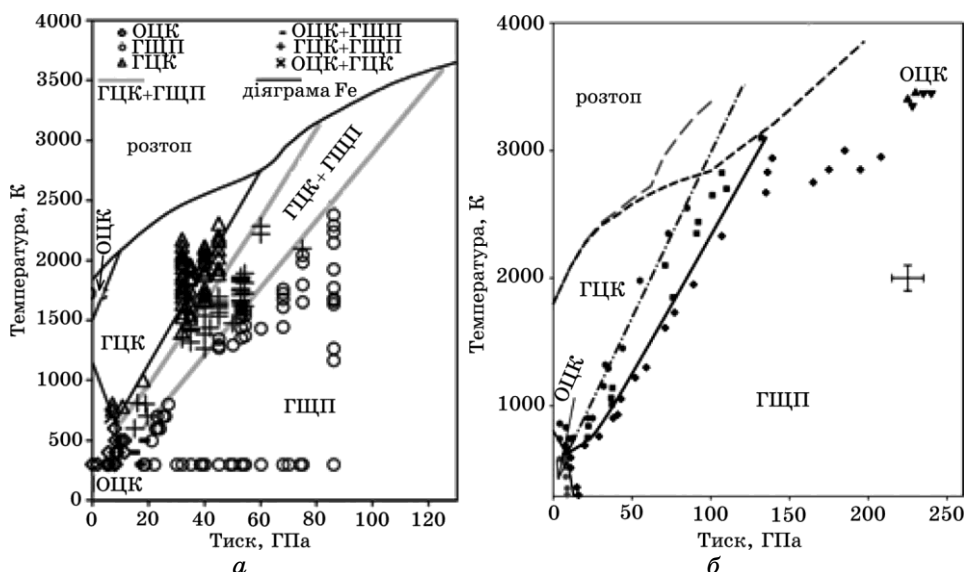 4000
3500
3000
2500
2000
1500
1000
500
0
Температура, К
ОЦК
ГЩП
ГЦК
ОЦК+ГЩП
ГЦК+ГЩП
ОЦК+ГЦК
ГЦК+ГЩП
діяграма Fe
розтоп
ГЦК+ГЩП
ОЦК
ГЦК
ГЩП
ОЦК
0 20 40 60 80 100 120
Тиск, ГПа
а
4000
3000
2000
1000
Температура, К
ОЦК
розтоп
ГЦК
ОЦК
ГЩП
0 50 100 150 200 250
Тиск, ГПа
б